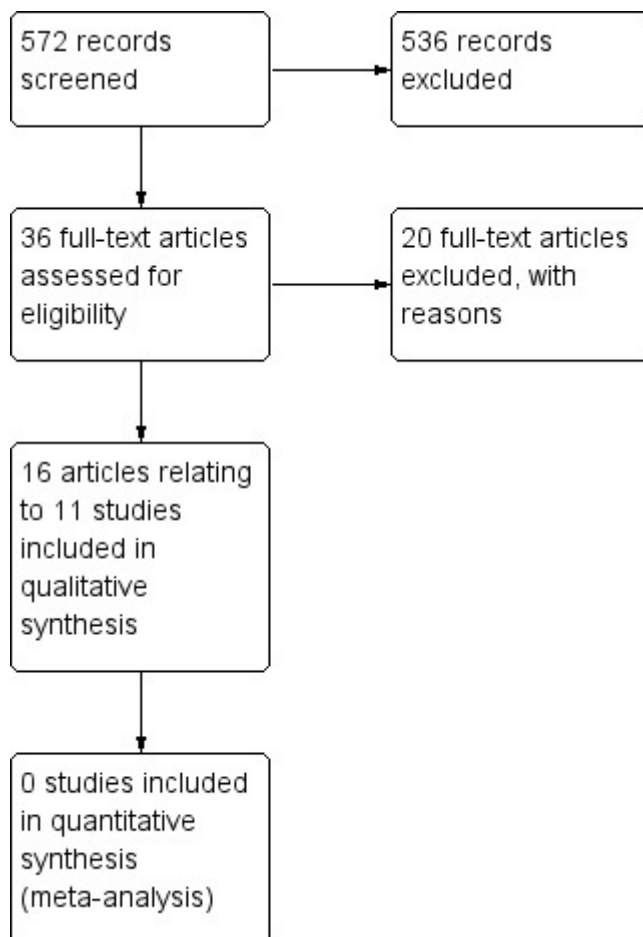 572 records
screened
536 records
excluded
36 full-text articles
assessed for
eligibility
20 full-text articles
excluded, with
reasons
16 articles relating
to 11 studies
included in
qualitative
synthesis
0 studies included
in quantitative
synthesis
(meta-analysis)